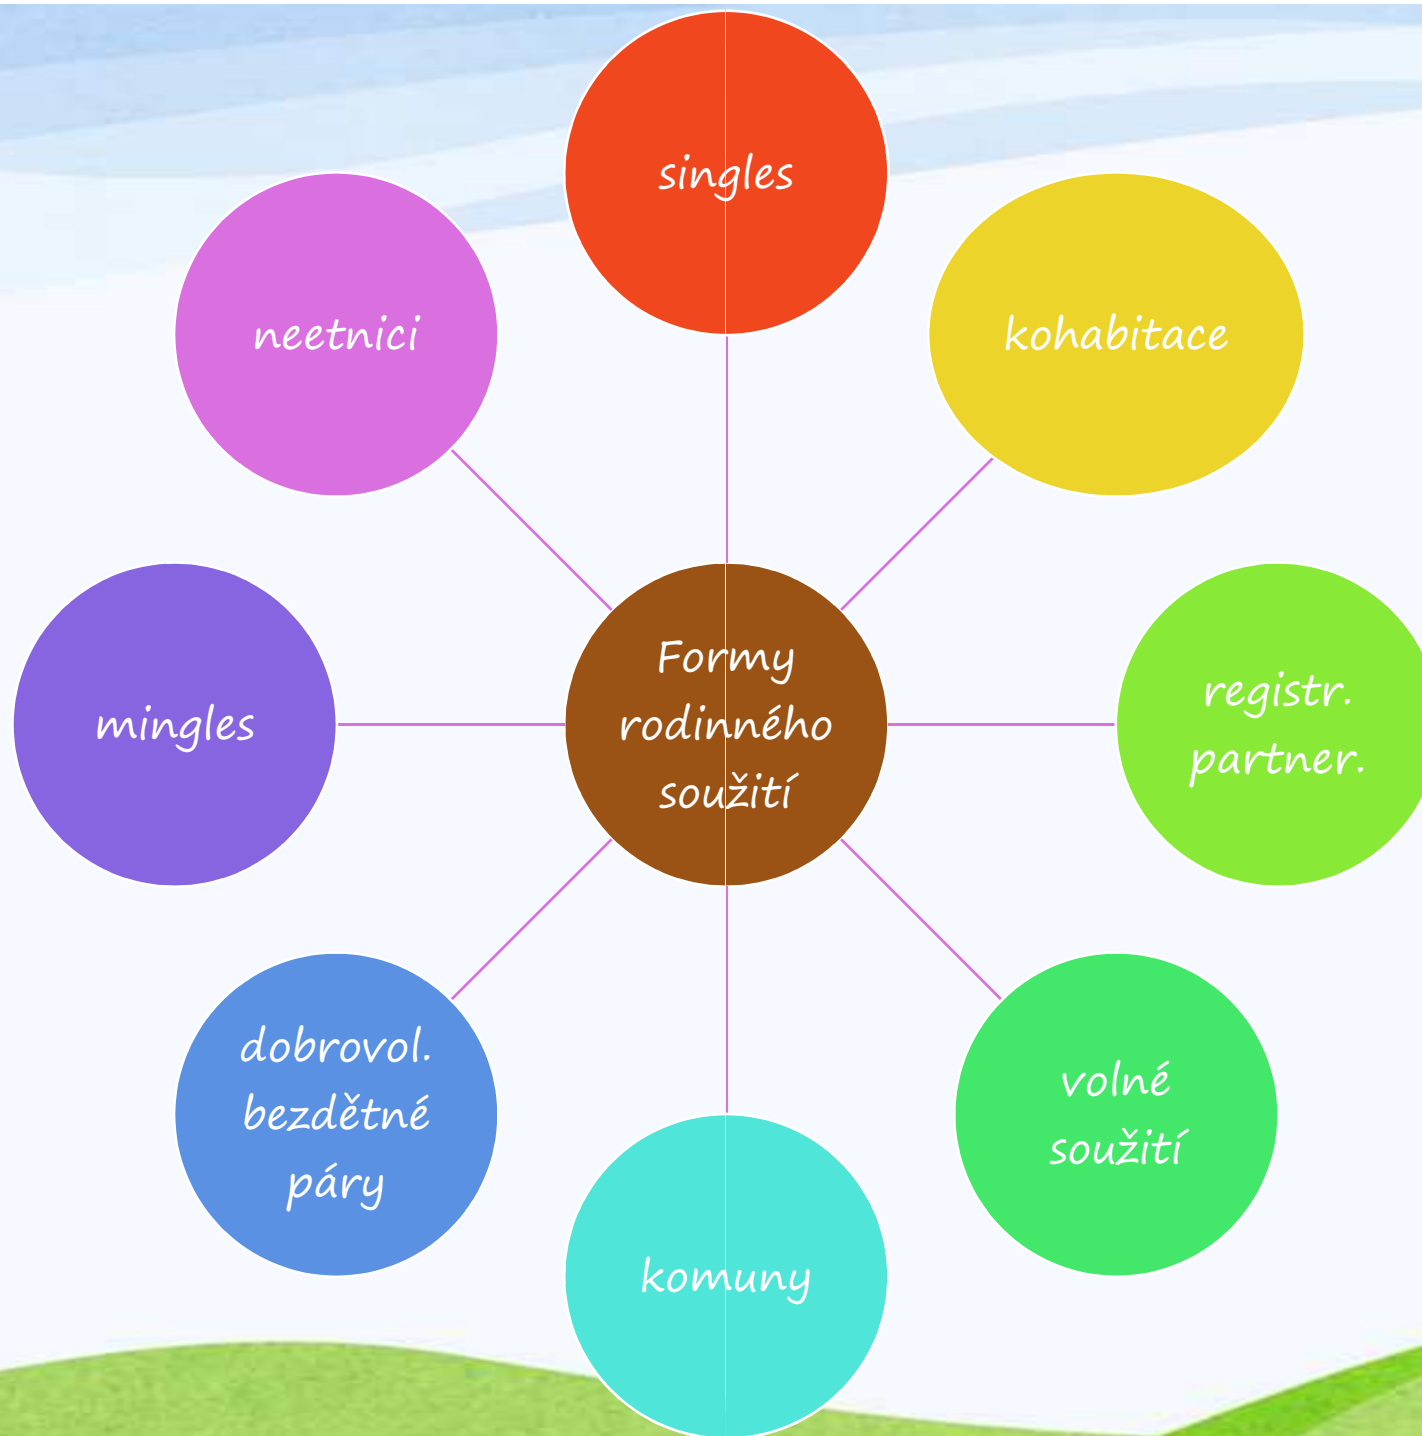 singles
neetnici
kohabitace
Formy
rodinného
soužití
mingles
registr.
partner.
dobrovol.
bezdětné
páry
volné
soužití
komuny